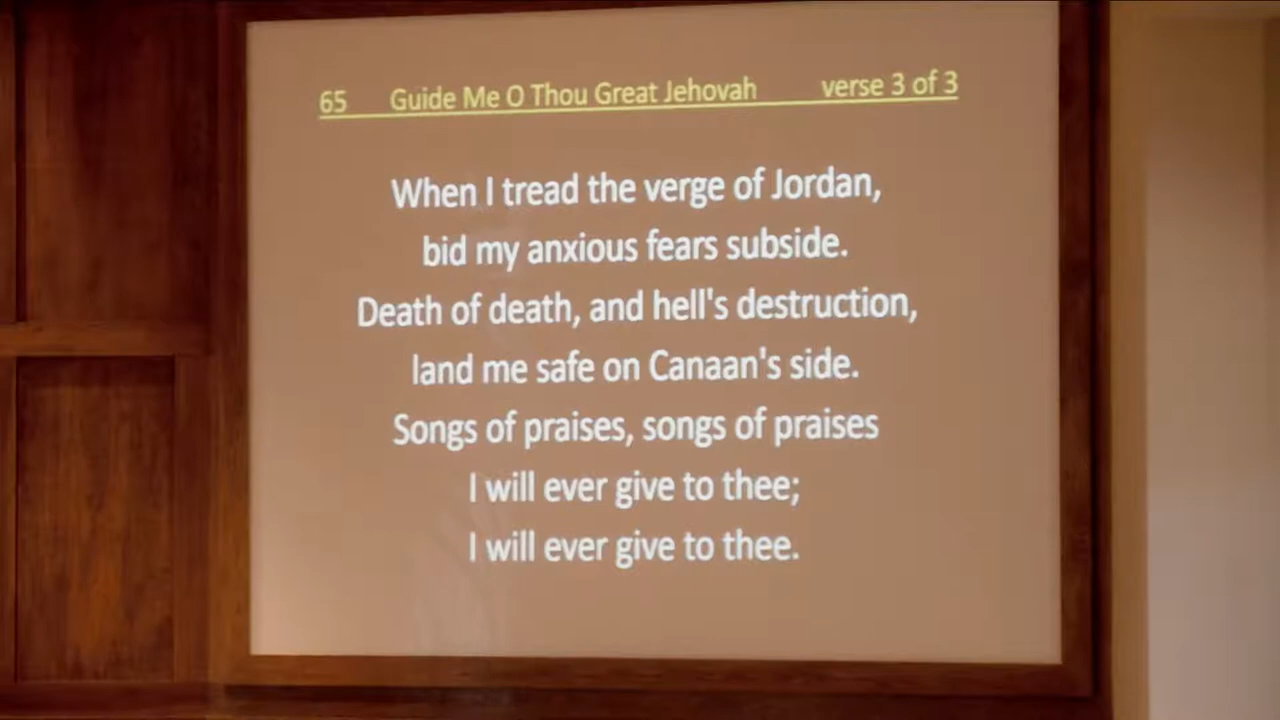 65 Guide Me O Thou Great Jehovah verse 3 of 3
When I tread the verge of Jordan,
bid my anxious fears subside.
Death of death, and hell's destruction,
land me safe on Canaan's side.
Songs of praises, songs of praises
I will ever give to thee;
I will ever give to thee.